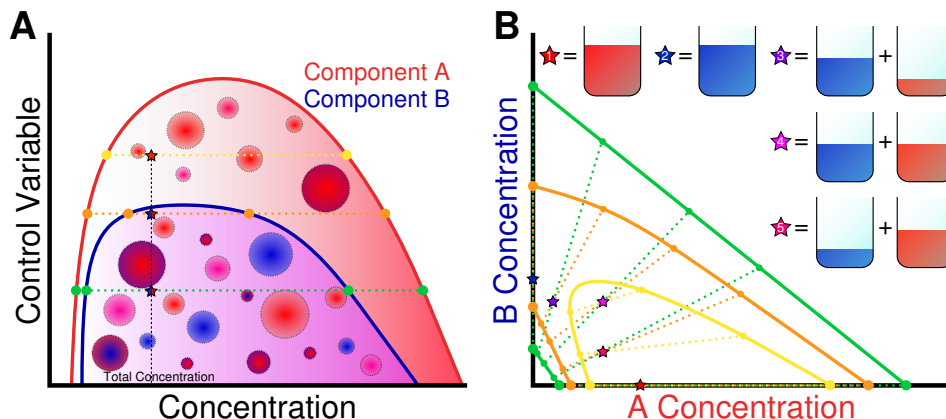 A
Control Variable
Component A
Component B
Total Concentration
Concentration
B
1 =
2 =
3 = +
4 = +
5 = +
B Concentration
A Concentration